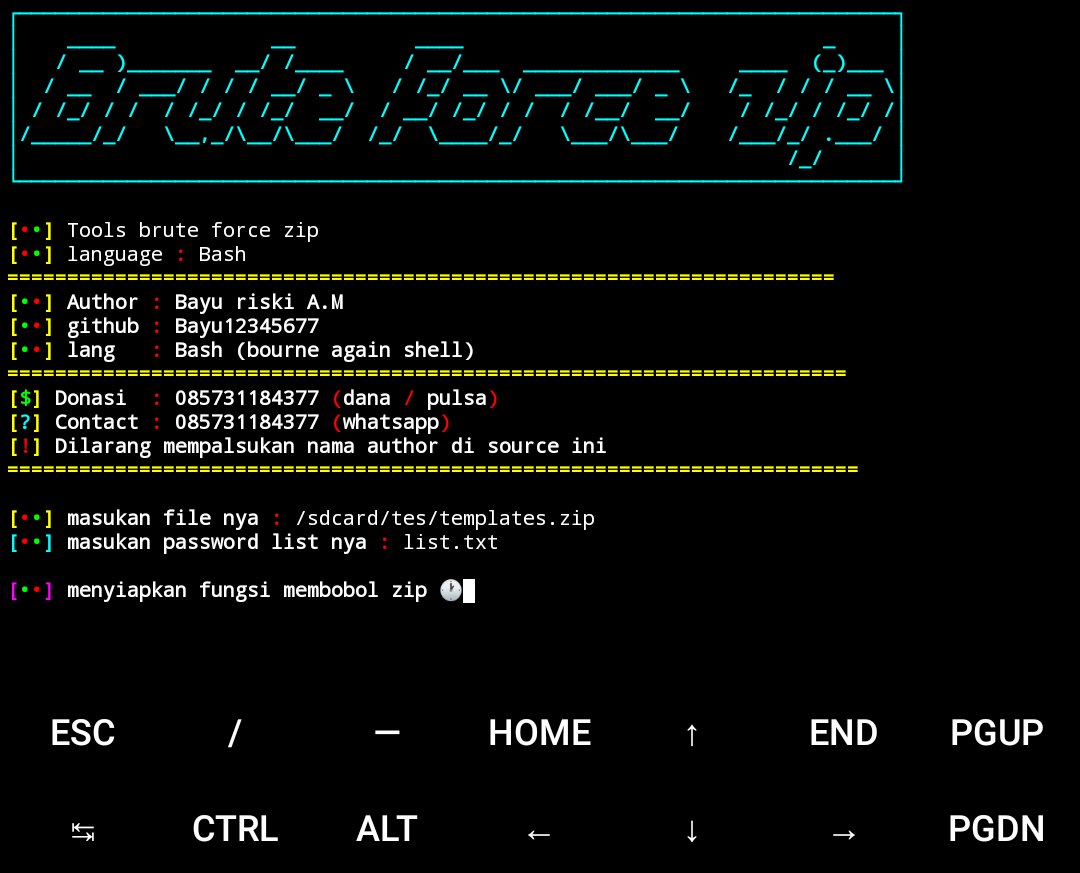 Brute Force zip
[••] Tools brute force zip
[••] language : Bash
=====================================================================
[••] Author : Bayu riski A.M
[••] github : Bayu12345677
[••] lang   : Bash (bourne again shell)
======================================================================
[$] Donasi  : 085731184377 (dana / pulsa)
[?] Contact : 085731184377 (whatsapp)
[!] Dilarang mempalsukan nama author di source ini
=======================================================================
[••] masukan file nya : /sdcard/tes/templates.zip
[••] masukan password list nya : list.txt
[••] menyiapkan fungsi membobol zip 🕐
ESC / — HOME ↑ END PGUP
↹ CTRL ALT ← ↓ → PGDN